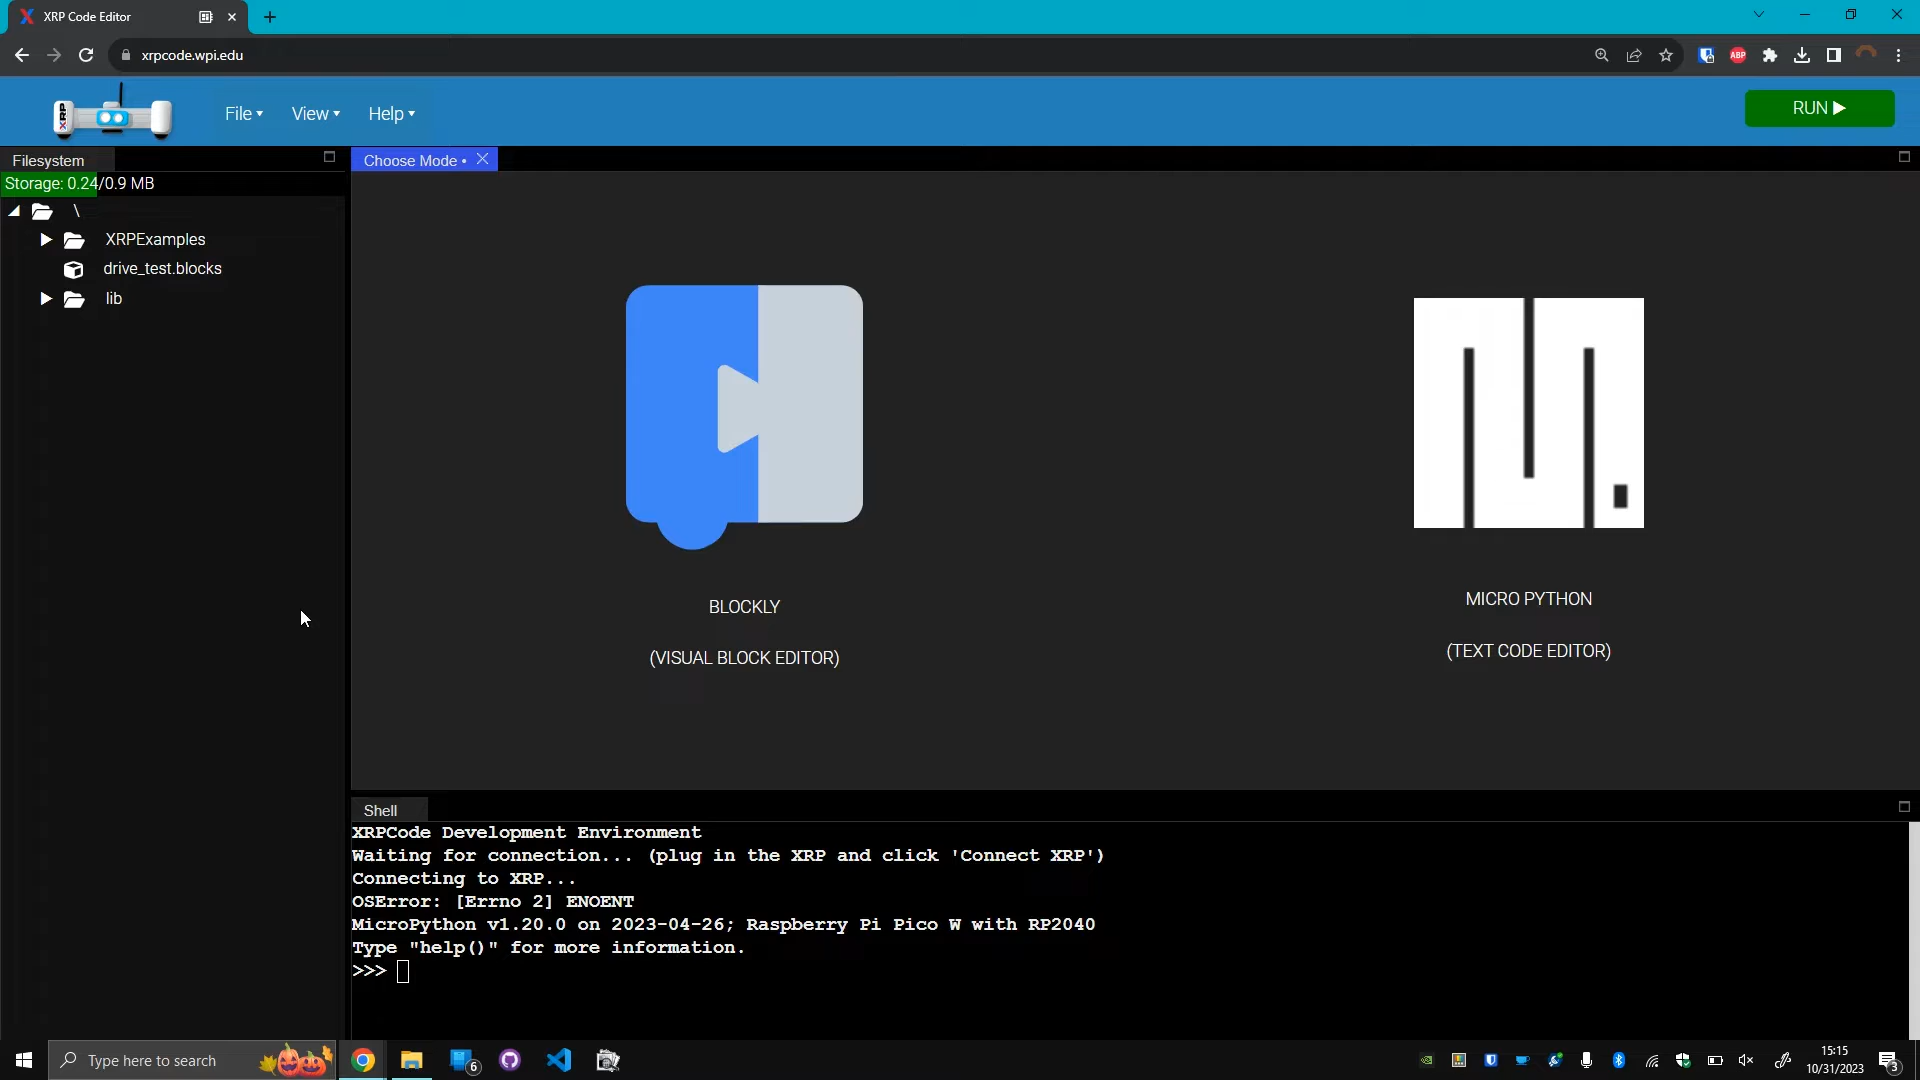 XRP Code Editor
xrpcode.wpi.edu
ABP
XRP
File
View
Help
RUN
Filesystem
Storage: 0.24/0.9 MB
\
XRPExamples
drive_test.blocks
lib
Choose Mode •
BLOCKLY
(VISUAL BLOCK EDITOR)
MICRO PYTHON
(TEXT CODE EDITOR)
Shell
XRPCode Development Environment
Waiting for connection... (plug in the XRP and click 'Connect XRP')
Connecting to XRP...
OSError: [Errno 2] ENOENT
MicroPython v1.20.0 on 2023-04-26; Raspberry Pi Pico W with RP2040
Type "help()" for more information.
>>>
Type here to search
6
15:15
10/31/2023
3